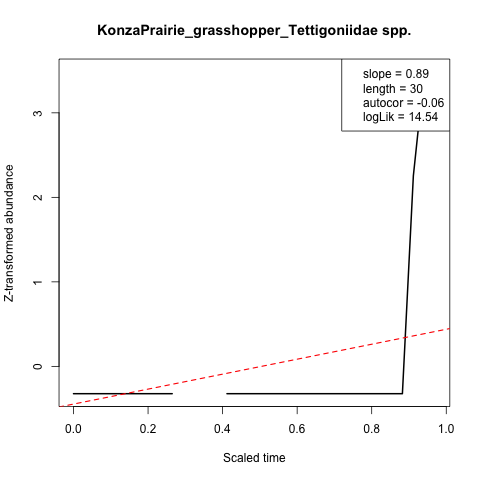 KonzaPrairie_grasshopper_Tettigoniidae spp.
slope = 0.89
length = 30
autocor = -0.06
logLik = 14.54
Z-transformed abundance
3
2
1
0
0.0 0.2 0.4 0.6 0.8 1.0
Scaled time